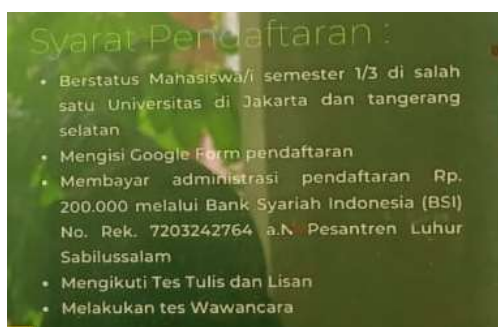 Syarat Pendaftaran :
• Berstatus Mahasiswa/i semester 1/3 di salah
satu Universitas di Jakarta dan tangerang
selatan
• Mengisi Google Form pendaftaran
• Membayar administrasi pendaftaran Rp.
200.000 melalui Bank Syariah Indonesia (BSI)
No. Rek. 7203242764 a.N Pesantren Luhur
Sabilussalam
• Mengikuti Tes Tulis dan Lisan
• Melakukan tes Wawancara